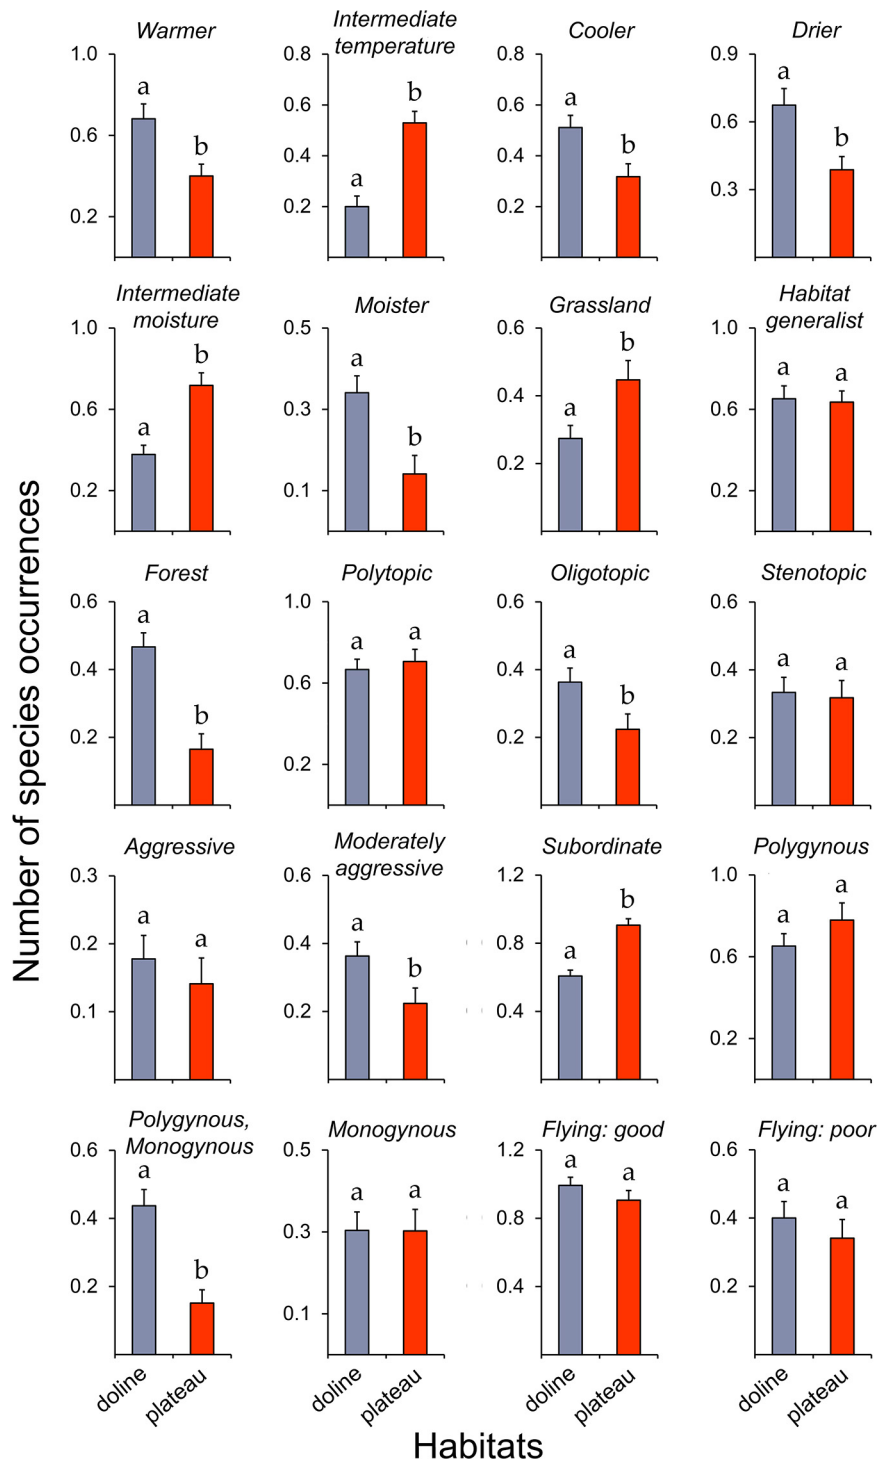 Warmer
Intermediate
temperature
Cooler
Drier
1.0
0.6
0.2
a
b
0.8
0.6
0.4
0.2
a
b
0.8
0.6
0.4
0.2
a
b
0.9
0.6
0.3
a
b
Intermediate
moisture
Moister
Grassland
Habitat
generalist
1.0
0.6
0.2
a
b
0.5
0.3
0.1
a
b
0.6
0.4
0.2
a
b
1.0
0.6
0.2
a
a
Forest
Polytopic
Oligotopic
Stenotopic
0.6
0.4
0.2
a
b
1.0
0.6
0.2
a
a
0.6
0.4
0.2
a
b
0.6
0.4
0.2
a
a
Aggressive
Moderately
aggressive
Subordinate
Polygynous
0.3
0.2
0.1
a
a
0.6
0.4
0.2
a
b
1.2
0.8
0.4
a
b
1.0
0.6
0.2
a
a
Polygynous,
Monogynous
Monogynous
Flying: good
Flying: poor
0.6
0.4
0.2
a
b
0.5
0.3
0.1
a
a
1.2
0.8
0.4
a
a
0.6
0.4
0.2
a
a
doline
plateau
doline
plateau
doline
plateau
doline
plateau
Number of species occurrences
Habitats